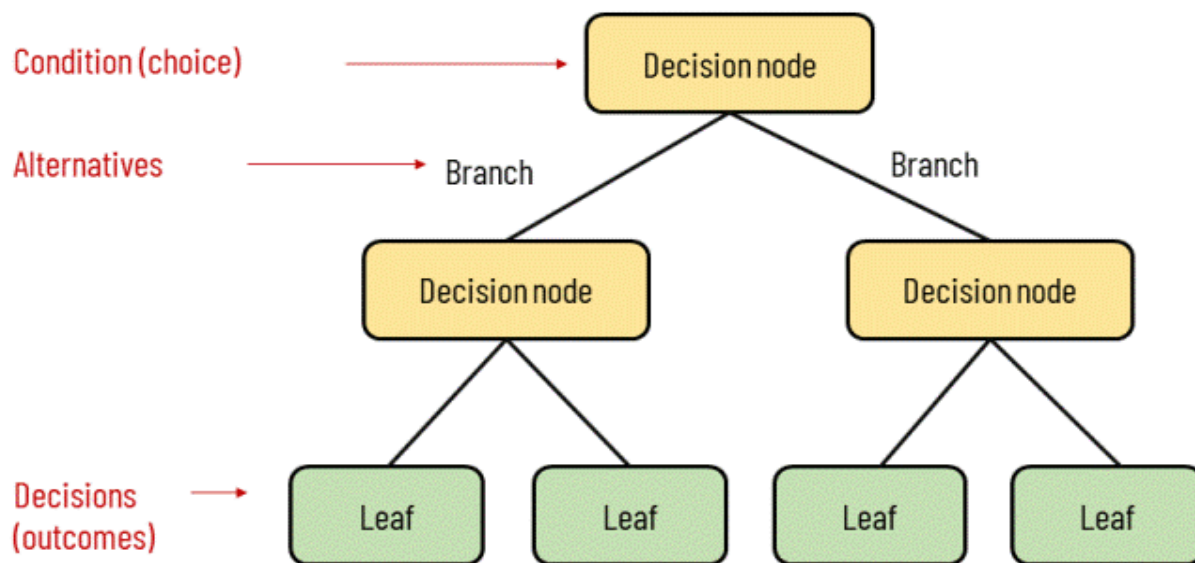 Condition (choice)
Decision node
Alternatives
Branch
Branch
Decision node
Decision node
Decisions
(outcomes)
Leaf
Leaf
Leaf
Leaf